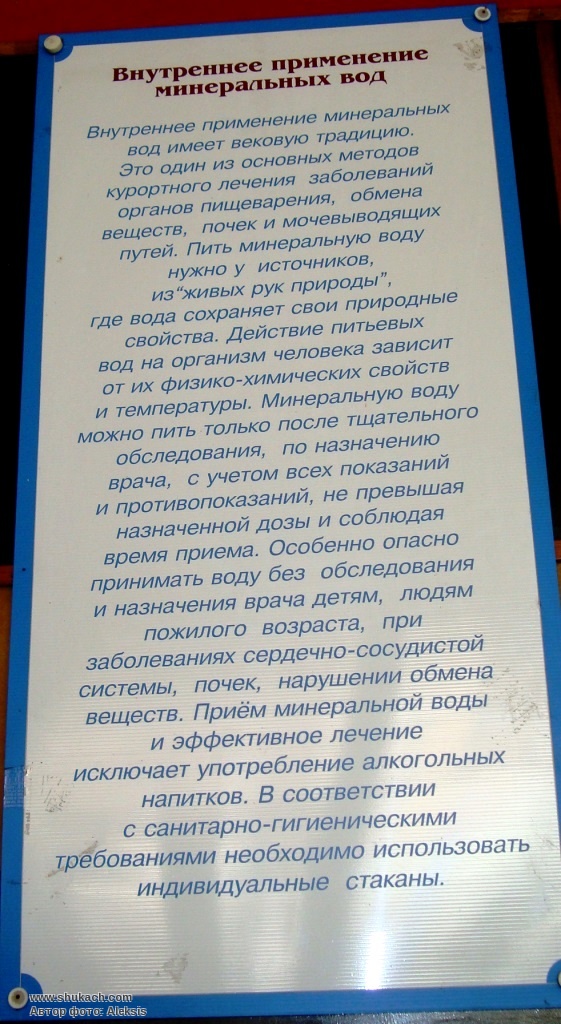 Внутреннее применение
минеральных вод
Внутреннее применение минеральных
вод имеет вековую традицию.
Это один из основных методов
курортного лечения заболеваний
органов пищеварения, обмена
веществ, почек и мочевыводящих
путей. Пить минеральную воду
нужно у источников,
из“живых рук природы”,
где вода сохраняет свои природные
свойства. Действие питьевых
вод на организм человека зависит
от их физико-химических свойств
и температуры. Минеральную воду
можно пить только после тщательного
обследования, по назначению
врача, с учетом всех показаний
и противопоказаний, не превышая
назначенной дозы и соблюдая
время приема. Особенно опасно
принимать воду без обследования
и назначения врача детям, людям
пожилого возраста, при
заболеваниях сердечно-сосудистой
системы, почек, нарушении обмена
веществ. Приём минеральной воды
и эффективное лечение
исключает употребление алкогольных
напитков. В соответствии
с санитарно-гигиеническими
требованиями необходимо использовать
индивидуальные стаканы.
www.shukach.com
Автор фото: Aleksis